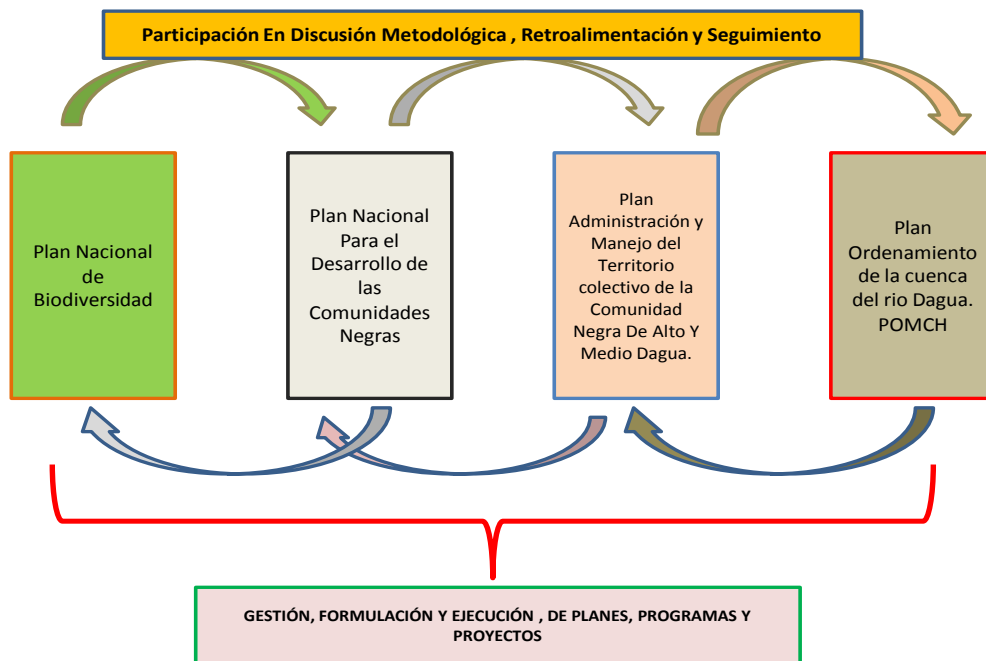 Participación En Discusión Metodológica , Retroalimentación y Seguimiento
Plan Nacional
de
Biodiversidad
Plan Nacional
Para el
Desarrollo de
las
Comunidades
Negras
Plan
Administración y
Manejo del
Territorio
colectivo de la
Comunidad
Negra De Alto Y
Medio Dagua.
Plan
Ordenamiento
de la cuenca
del rio Dagua.
POMCH
GESTIÓN, FORMULACIÓN Y EJECUCIÓN , DE PLANES, PROGRAMAS Y
PROYECTOS